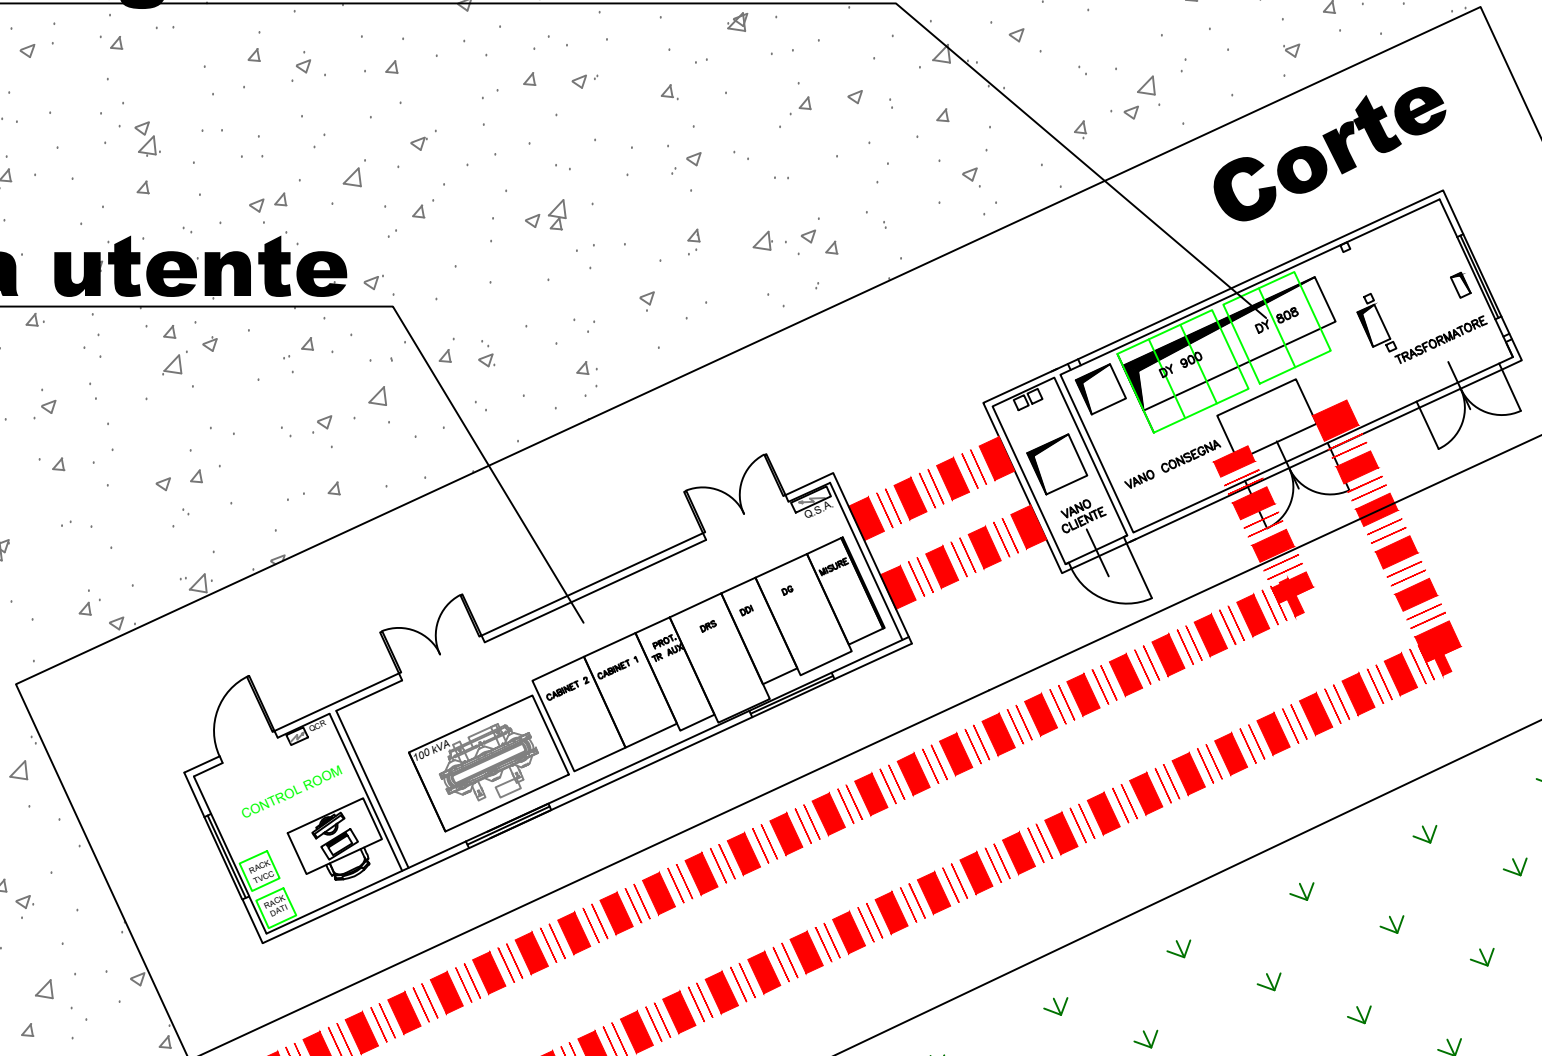 Corte
a utente
DY 808
DY 900
TRASFORMATORE
VANO CONSEGNA
VANO
CLIENTE
Q.S.A.
MISURE
DG
DDI
DRS
PROT.
TR AUX
CABINET 1
CABINET 2
100 kVA
QCR
CONTROL ROOM
RACK
TVCC
RACK
DATI